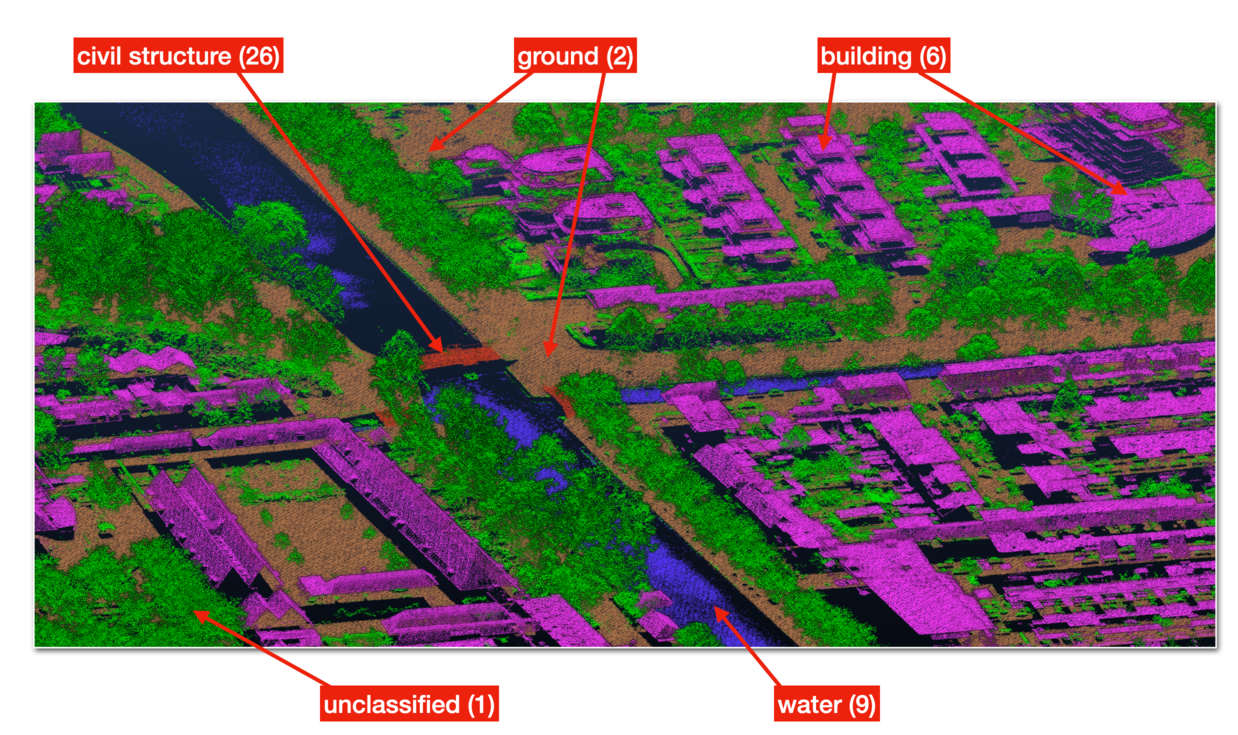 civil structure (26)
ground (2)
building (6)
unclassified (1)
water (9)